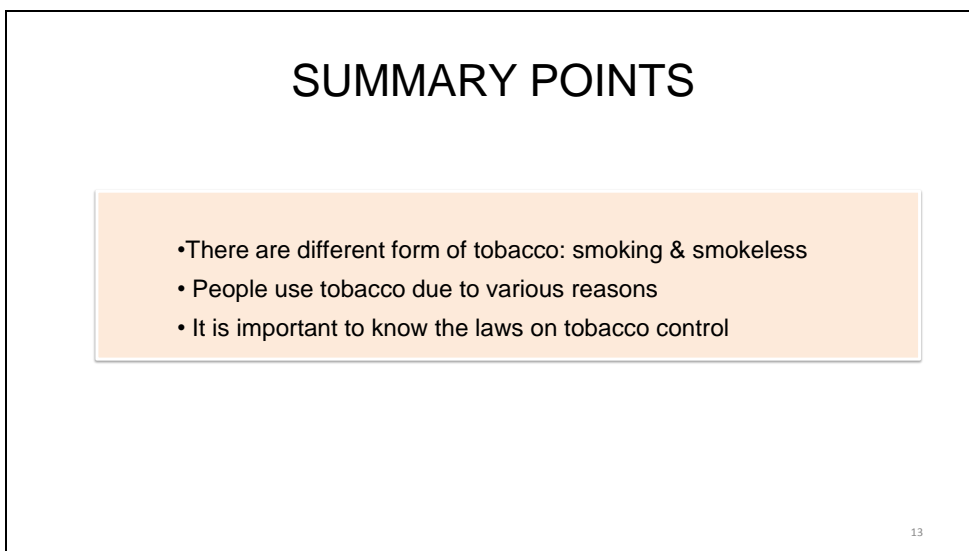 SUMMARY POINTS
•There are different form of tobacco: smoking & smokeless
• People use tobacco due to various reasons
• It is important to know the laws on tobacco control
13